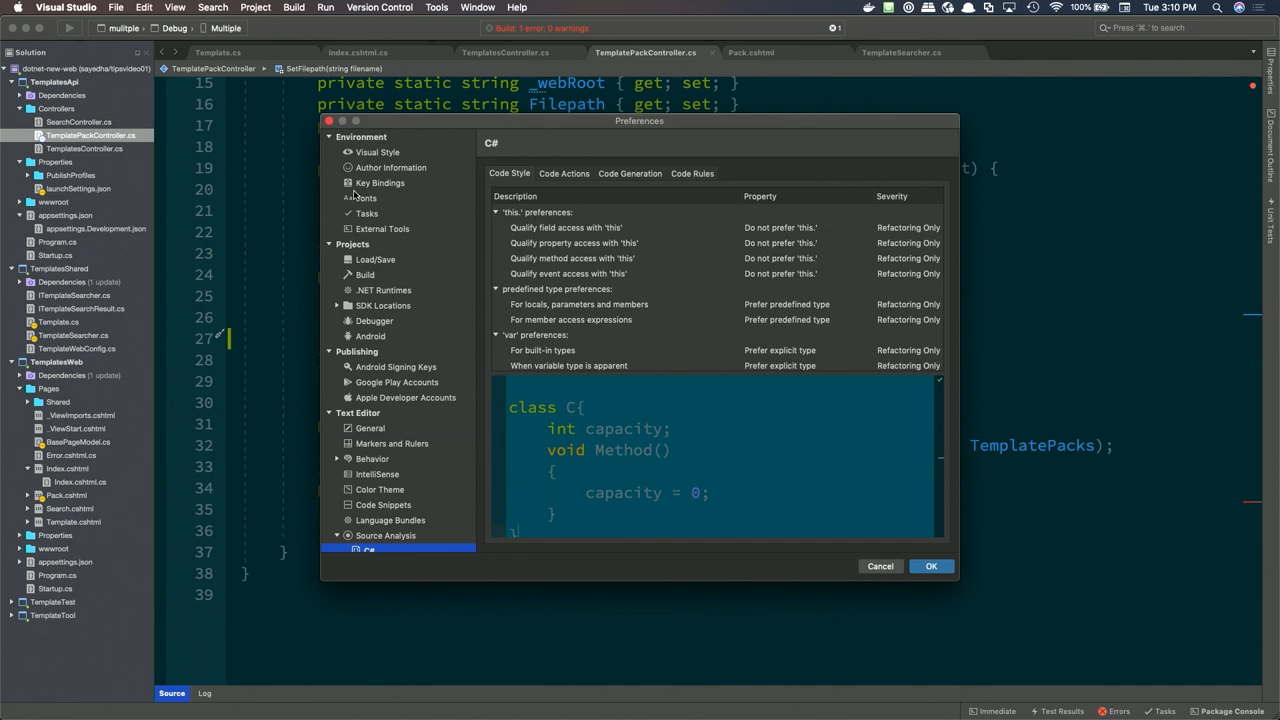 Visual Studio File Edit View Search Project Build Run Version Control Tools Window Help 100% Tue 3:10 PM
mulitple Debug Multiple Build: 1 error, 0 warnings 1 Press '⌘.' to search
Solution
Template.cs Index.cshtml.cs TemplatesController.cs TemplatePackController.cs Pack.cshtml TemplateSearcher.cs
TemplatePackController SetFilepath(string filename)
dotnet-new-web (sayedha/tipsvideo01)
TemplatesApi
Dependencies
Controllers
SearchController.cs
TemplatePackController.cs
TemplatesController.cs
Properties
PublishProfiles
launchSettings.json
wwwroot
appsettings.json
appsettings.Development.json
Program.cs
Startup.cs
TemplatesShared
Dependencies (1 update)
ITemplateSearcher.cs
ITemplateSearchResult.cs
Template.cs
TemplateSearcher.cs
TemplateWebConfig.cs
TemplatesWeb
Dependencies (1 update)
Pages
Shared
_ViewImports.cshtml
_ViewStart.cshtml
BasePageModel.cs
Error.cshtml.cs
Index.cshtml
Index.cshtml.cs
Pack.cshtml
Search.cshtml
Template.cshtml
Properties
wwwroot
appsettings.json
Program.cs
Startup.cs
TemplateTest
TemplateTool
15 private static string _webRoot { get; set; }
16 private static string Filepath { get; set; }
17
18
19 t) {
20
21
22
23
24
25
26
27
28
29
30
31
32 TemplatePacks);
33
34
35
36
37 }
38 }
39
Preferences
Environment
Visual Style
Author Information
Key Bindings
Fonts
Tasks
External Tools
Projects
Load/Save
Build
.NET Runtimes
SDK Locations
Debugger
Android
Publishing
Android Signing Keys
Google Play Accounts
Apple Developer Accounts
Text Editor
General
Markers and Rules
Behavior
IntelliSense
Color Theme
Code Snippets
Language Bundles
Source Analysis
C#
C#
Code Style Code Actions Code Generation Code Rules
Description Property Severity
'this.' preferences:
Qualify field access with 'this' Do not prefer 'this.' Refactoring Only
Qualify property access with 'this' Do not prefer 'this.' Refactoring Only
Qualify method access with 'this' Do not prefer 'this.' Refactoring Only
Qualify event access with 'this' Do not prefer 'this.' Refactoring Only
predefined type preferences:
For locals, parameters and members Prefer predefined type Refactoring Only
For member access expressions Prefer predefined type Refactoring Only
'var' preferences:
For built-in types Prefer explicit type Refactoring Only
When variable type is apparent Prefer explicit type Refactoring Only
class C{
int capacity;
void Method()
{
capacity = 0;
}
}
Cancel OK
Properties
Document Outline
Unit Tests
Source Log
Immediate Test Results Errors Tasks Package Console